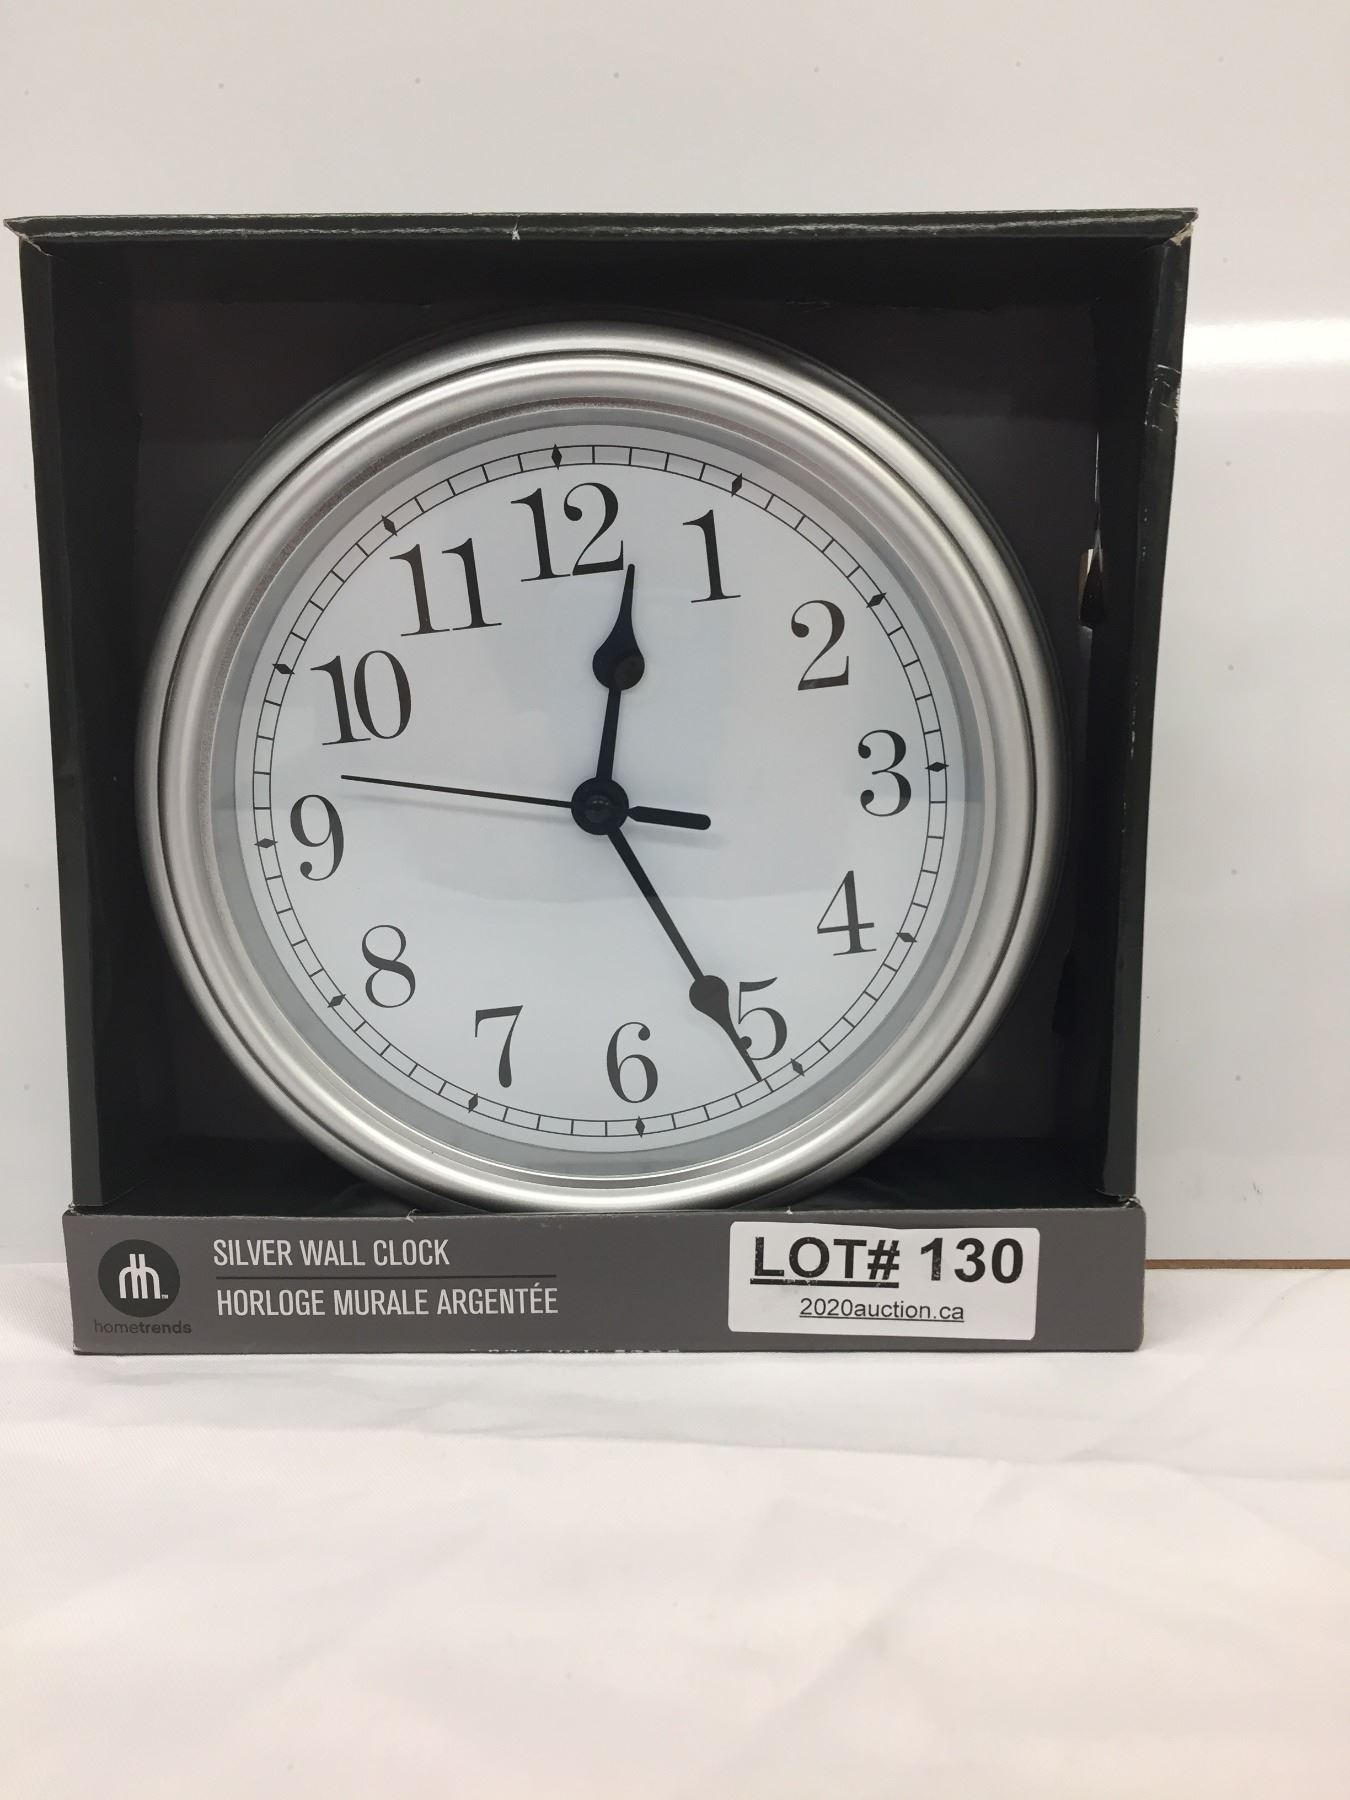 12
1
2
3
4
5
6
7
8
9
10
11
SILVER WALL CLOCK
HORLOGE MURALE ARGENTÉE
hometrends
LOT# 130
2020auction.ca